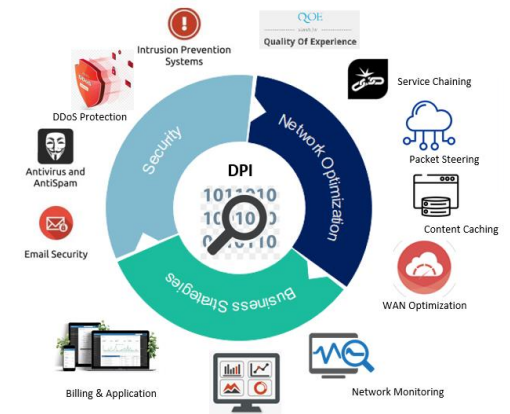 QOE
Quality Of Experience
Intrusion Prevention
Systems
Service Chaining
DDoS Protection
Security
Network Optimization
Packet Steering
DPI
Antivirus and
AntiSpam
1011010
Content Caching
Email Security
Business Strategies
WAN Optimization
Billing & Application
Network Monitoring